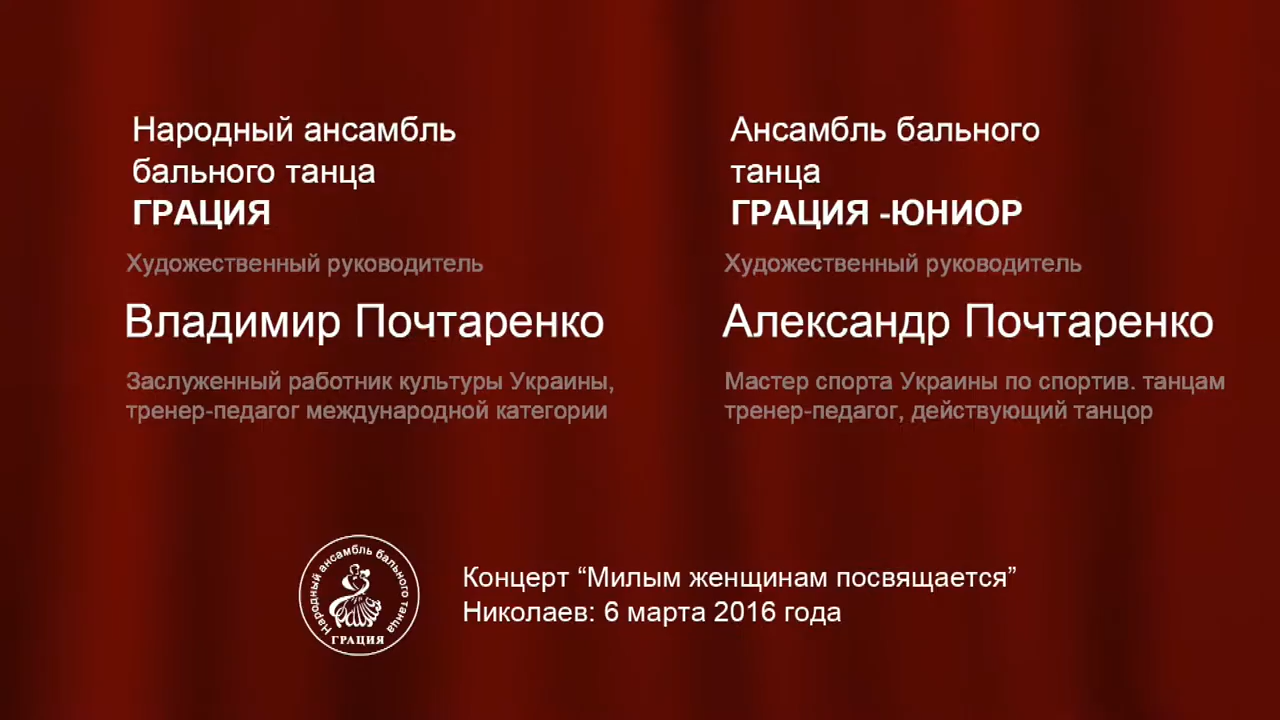 Народный ансамбль
бального танца
ГРАЦИЯ
Художественный руководитель
Владимир Почтаренко
Заслуженный работник культуры Украины,
тренер-педагог международной категории
Ансамбль бального
танца
ГРАЦИЯ -ЮНИОР
Художественный руководитель
Александр Почтаренко
Мастер спорта Украины по спортив. танцам
тренер-педагог, действующий танцор
Народный ансамбль бального танца
ГРАЦИЯ
Концерт “Милым женщинам посвящается”
Николаев: 6 марта 2016 года